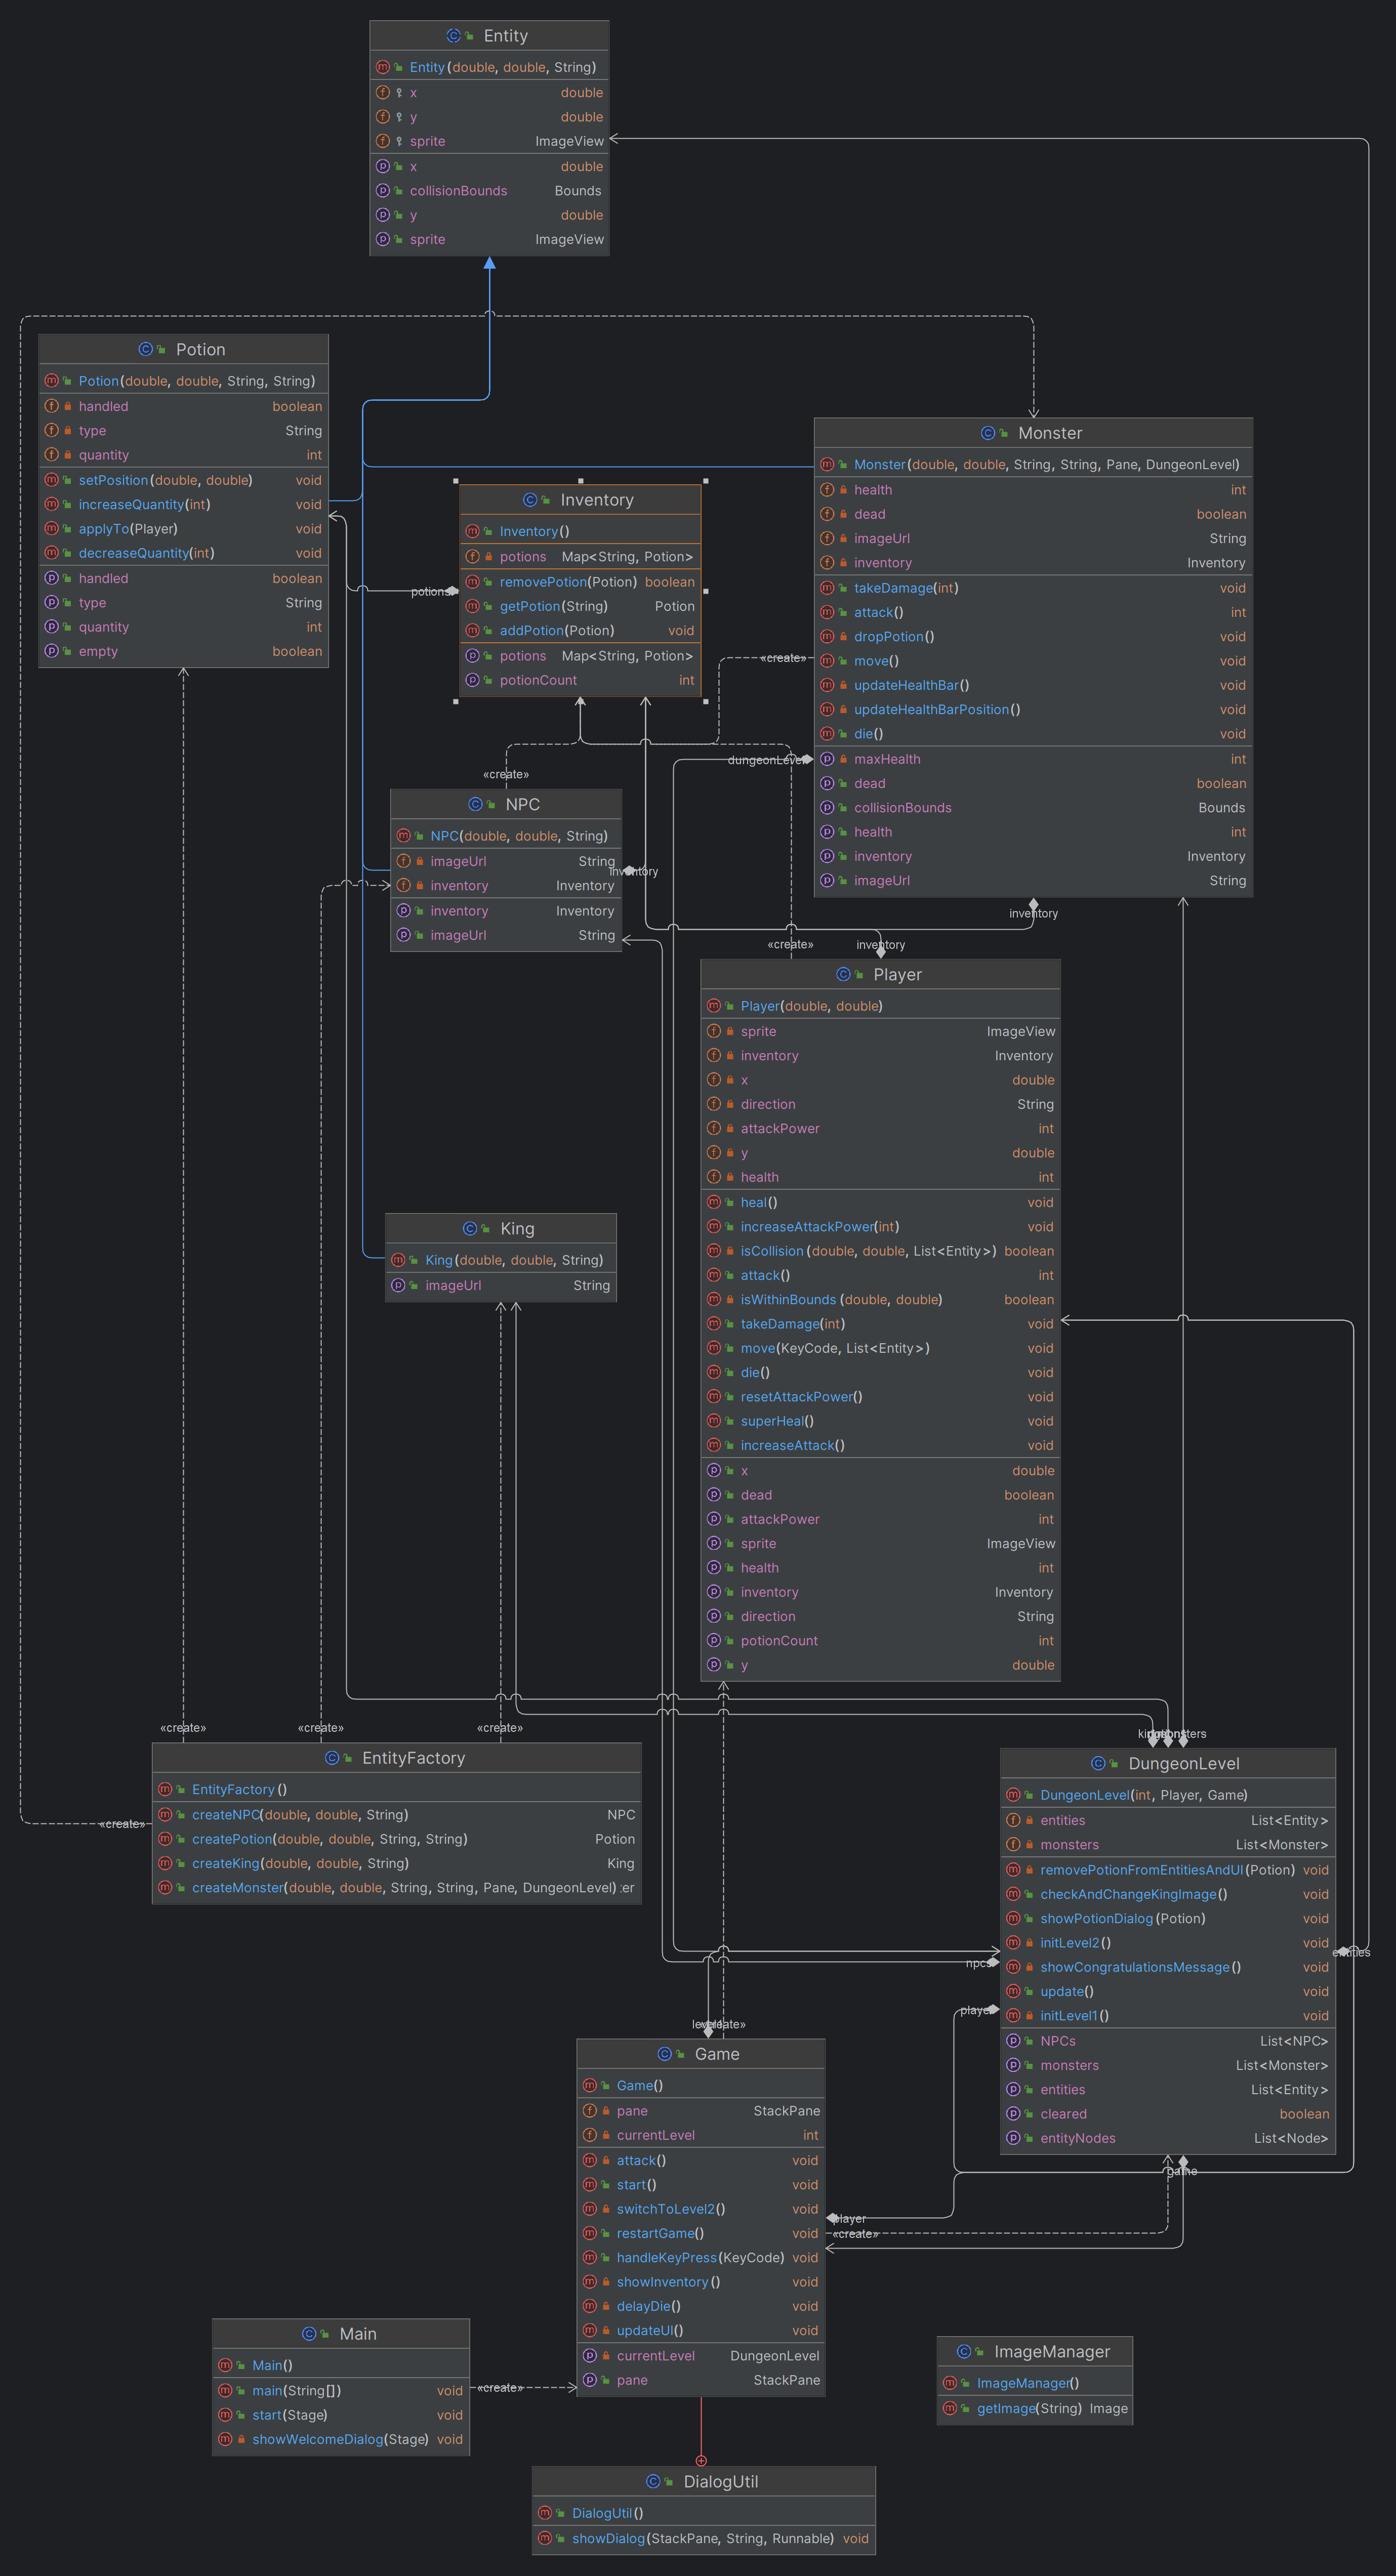 Entity
Entity(double, double, String)
x double
y double
sprite ImageView
x double
collisionBounds Bounds
y double
sprite ImageView
Potion
Potion(double, double, String, String)
handled boolean
type String
quantity int
setPosition(double, double) void
increaseQuantity(int) void
applyTo(Player) void
decreaseQuantity(int) void
handled boolean
type String
quantity int
empty boolean
Monster
Monster(double, double, String, String, Pane, DungeonLevel)
health int
dead boolean
imageUrl String
inventory Inventory
takeDamage(int) void
attack() int
dropPotion() void
move() void
updateHealthBar() void
updateHealthBarPosition() void
die() void
maxHealth int
dead boolean
collisionBounds Bounds
health int
inventory Inventory
imageUrl String
Inventory
Inventory()
potions Map<String, Potion>
removePotion(Potion) boolean
getPotion(String) Potion
addPotion(Potion) void
potions Map<String, Potion>
potionCount int
potions
«create»
dungeonLevel
«create»
NPC
NPC(double, double, String)
imageUrl String
inventory Inventory
inventory Inventory
imageUrl String
inventory
inventory
«create»
inventory
Player
Player(double, double)
sprite ImageView
inventory Inventory
x double
direction String
attackPower int
y double
health int
heal() void
increaseAttackPower(int) void
isCollision(double, double, List<Entity>) boolean
attack() int
isWithinBounds(double, double) boolean
takeDamage(int) void
move(KeyCode, List<Entity>) void
die() void
resetAttackPower() void
superHeal() void
increaseAttack() void
x double
dead boolean
attackPower int
sprite ImageView
health int
inventory Inventory
direction String
potionCount int
y double
King
King(double, double, String)
imageUrl String
«create»
«create»
«create»
EntityFactory
EntityFactory()
createNPC(double, double, String) NPC
createPotion(double, double, String, String) Potion
createKing(double, double, String) King
createMonster(double, double, String, String, Pane, DungeonLevel) :er
«create»
DungeonLevel
DungeonLevel(int, Player, Game)
entities List<Entity>
monsters List<Monster>
removePotionFromEntitiesAndUI(Potion) void
checkAndChangeKingImage() void
showPotionDialog(Potion) void
initLevel2() void
showCongratulationsMessage() void
update() void
initLevel1() void
NPCs List<NPC>
monsters List<Monster>
entities List<Entity>
cleared boolean
entityNodes List<Node>
entities
npcs
player
game
Game
Game()
pane StackPane
currentLevel int
attack() void
start() void
switchToLevel2() void
restartGame() void
handleKeyPress(KeyCode) void
showInventory() void
delayDie() void
updateUI() void
currentLevel DungeonLevel
pane StackPane
player
«create»
Main
Main()
main(String[]) void
start(Stage) void
showWelcomeDialog(Stage) void
«create»
ImageManager
ImageManager()
getImage(String) Image
DialogUtil
DialogUtil()
showDialog(StackPane, String, Runnable) void